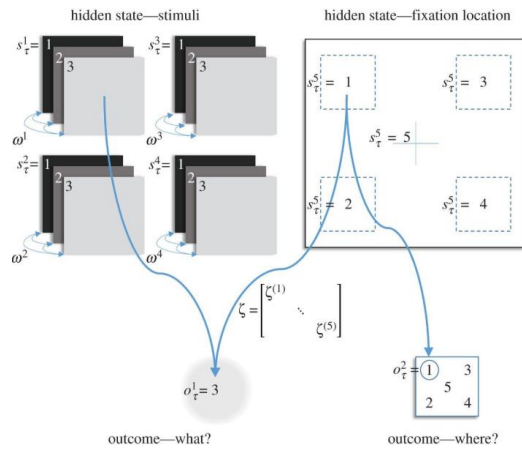 hidden state—stimuli
hidden state—fixation location
s¹τ= 1 2 3
s³τ= 1 2 3
ω¹
ω³
s²τ= 1 2 3
s⁴τ= 1 2 3
ω²
ω⁴
s⁵τ = 1
s⁵τ = 3
s⁵τ = 5
s⁵τ = 2
s⁵τ = 4
ζ = [ζ⁽¹⁾ ⋱ ζ⁽⁵⁾]
o¹τ= 3
o²τ= 1 3
5
2 4
outcome—what?
outcome—where?